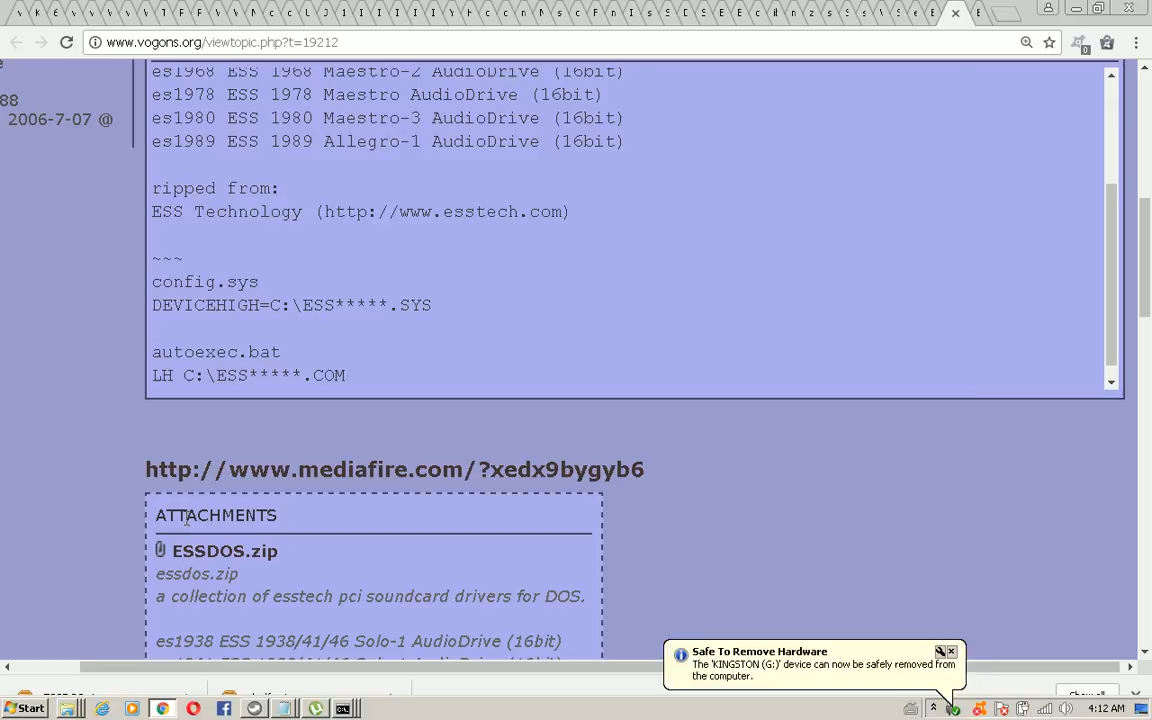 www.vogons.org/viewtopic.php?t=19212
88
2006-7-07 @
es1968 ESS 1968 Maestro-2 AudioDrive (16bit)
es1978 ESS 1978 Maestro AudioDrive (16bit)
es1980 ESS 1980 Maestro-3 AudioDrive (16bit)
es1989 ESS 1989 Allegro-1 AudioDrive (16bit)
ripped from:
ESS Technology (http://www.esstech.com)
~~~
config.sys
DEVICEHIGH=C:\ESS*****.SYS
autoexec.bat
LH C:\ESS*****.COM
http://www.mediafire.com/?xedx9bygyb6
ATTACHMENTS
ESSDOS.zip
essdos.zip
a collection of esstech pci soundcard drivers for DOS.
es1938 ESS 1938/41/46 Solo-1 AudioDrive (16bit)
Safe To Remove Hardware
The 'KINGSTON (G:)' device can now be safely removed from
the computer.
Start
4:12 AM